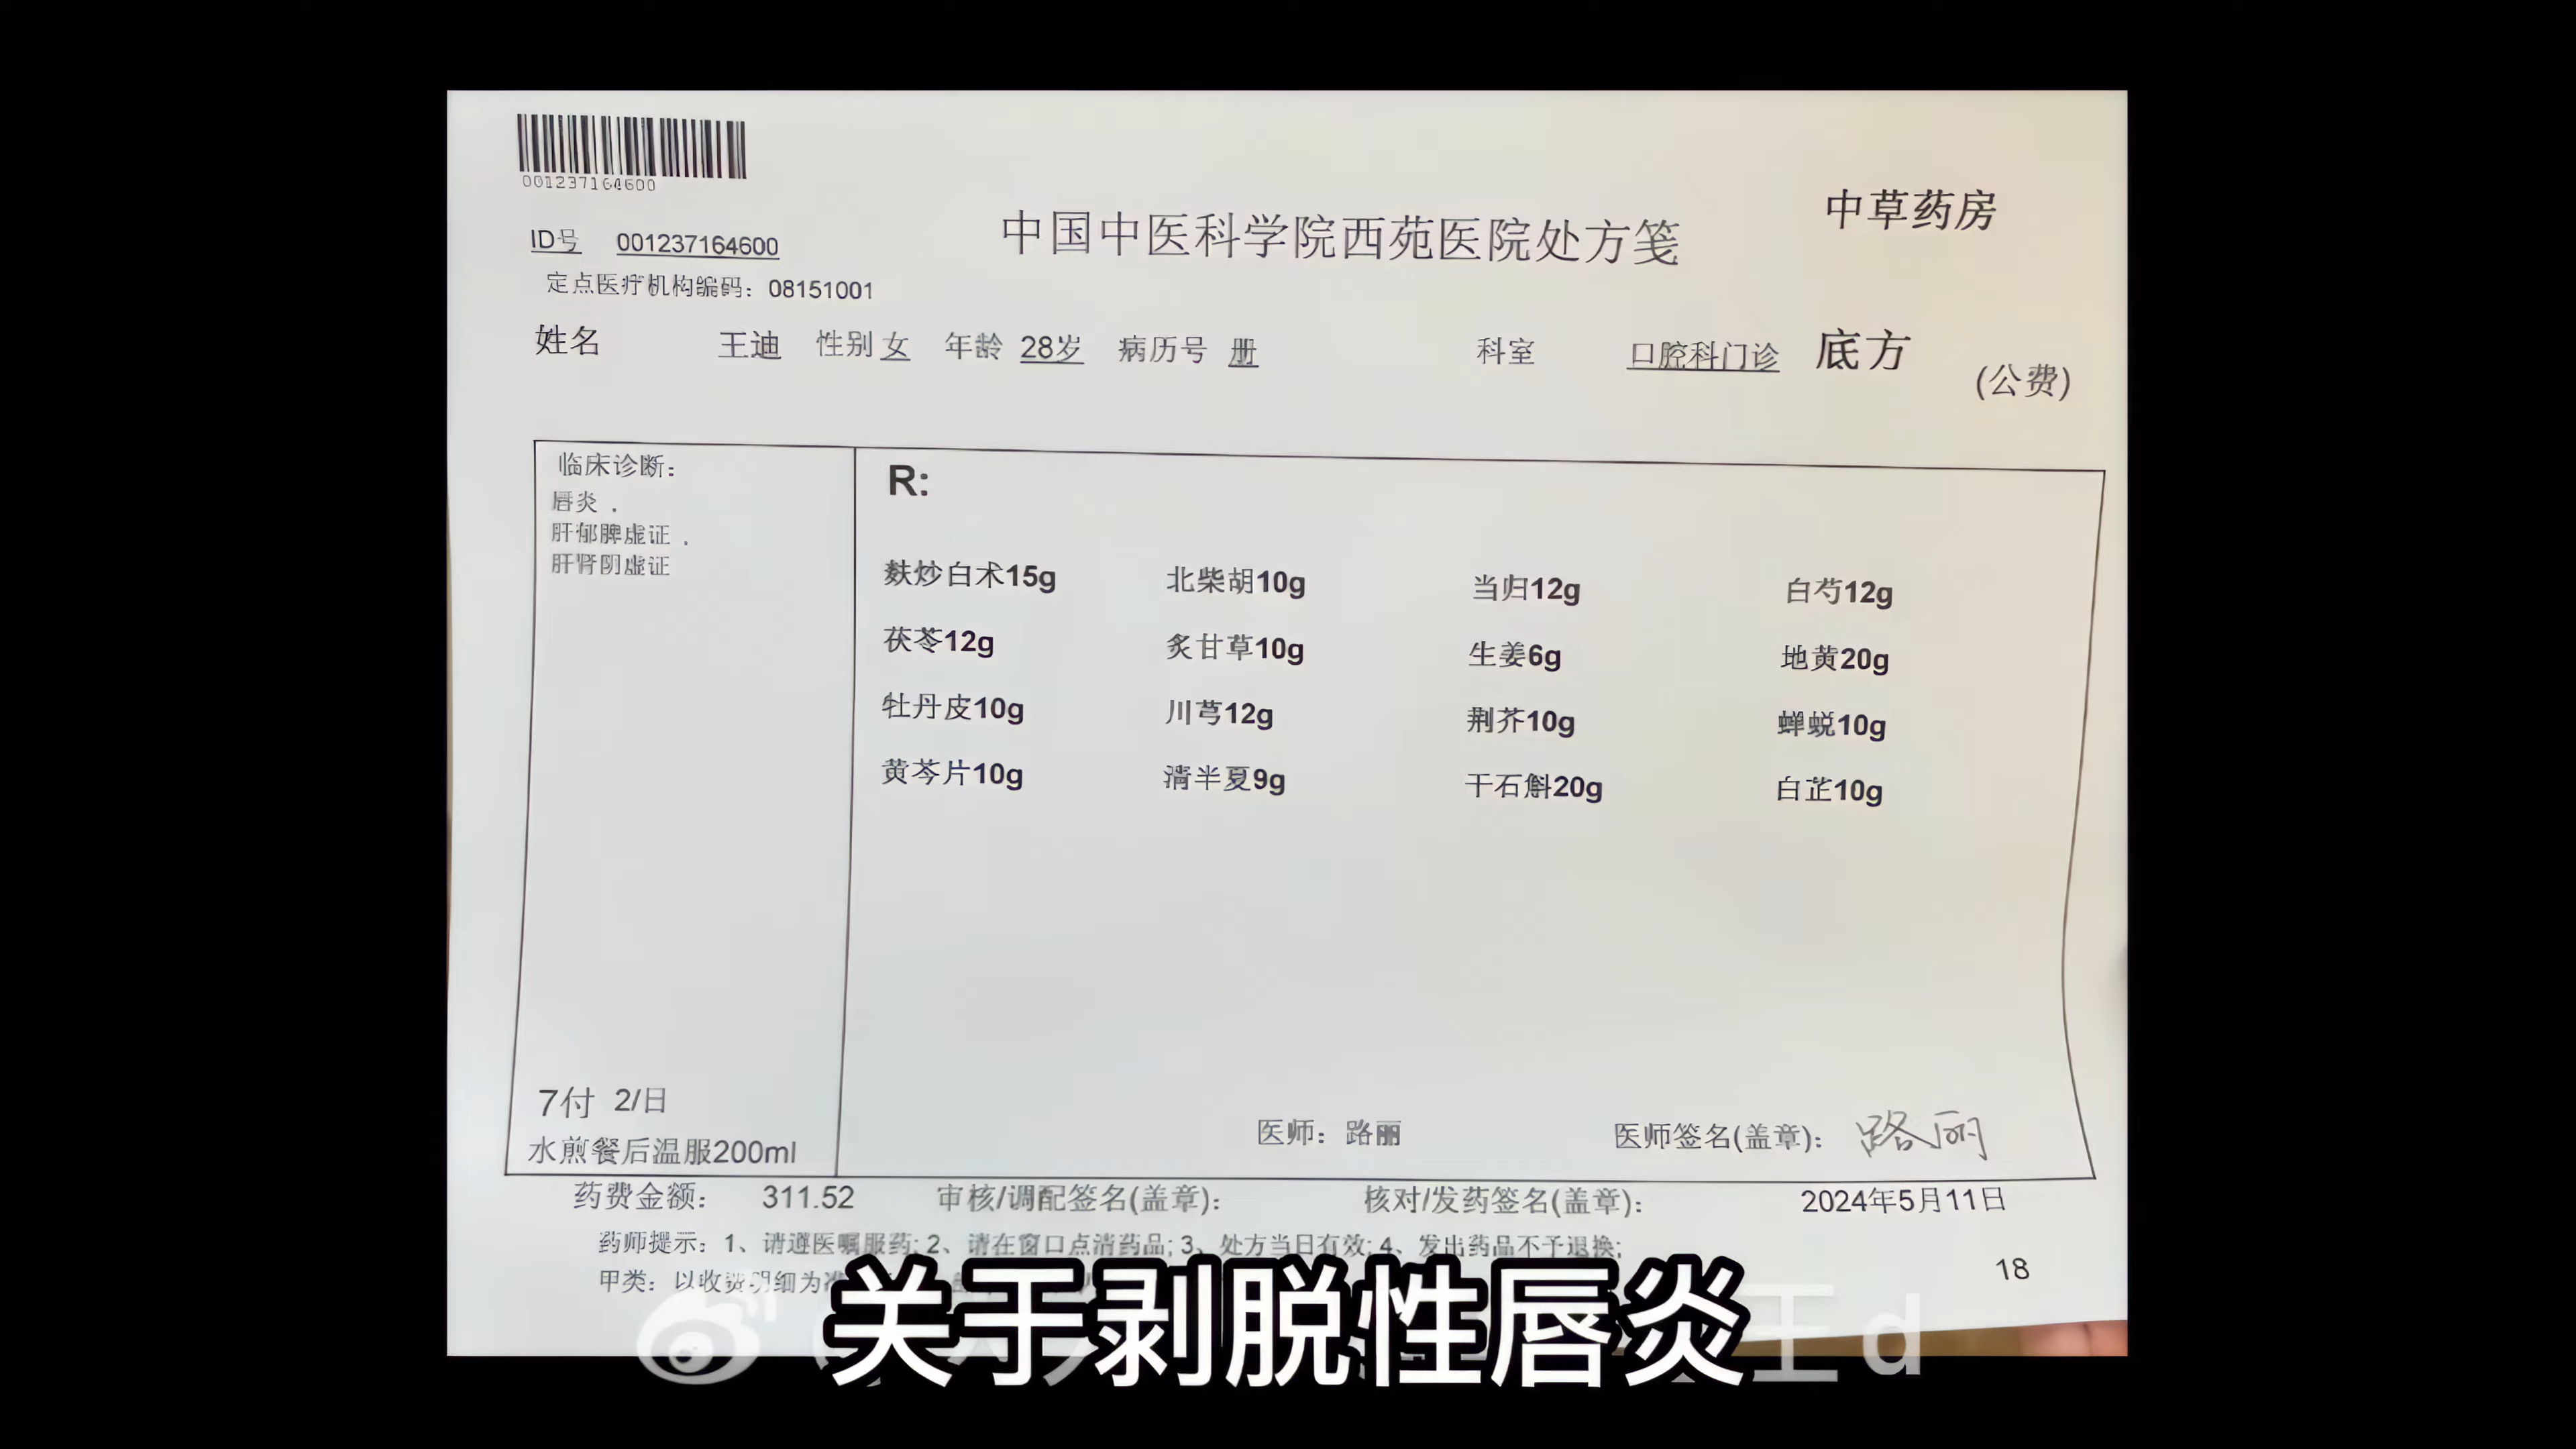 001237164600
中草药房
ID号 001237164600
中国中医科学院西苑医院处方笺
定点医疗机构编码：08151001
姓名 王迪 性别 女 年龄 28岁 病历号 册 科室 口腔科门诊 底方 (公费)
临床诊断：
唇炎 .
肝郁脾虚证 .
肝肾阴虚证
R:
麸炒白术15g 北柴胡10g 当归12g 白芍12g
茯苓12g 炙甘草10g 生姜6g 地黄20g
牡丹皮10g 川芎12g 荆芥10g 蝉蜕10g
黄芩片10g 清半夏9g 干石斛20g 白芷10g
7付 2/日
水煎餐后温服200ml
医师：路丽 医师签名(盖章)：路丽
药费金额： 311.52 审核/调配签名(盖章)： 核对/发药签名(盖章)： 2024年5月11日
药师提示：1、请遵医嘱服药; 2、请在窗口点清药品; 3、处方当日有效; 4、发出药品不予退换;
甲类：以收费明细为准
18
关于剥脱性唇炎
王d